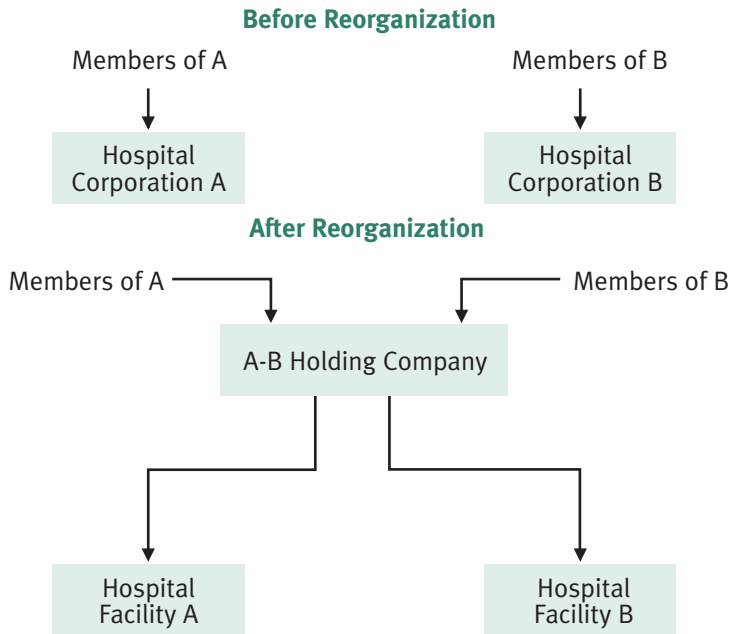 Before Reorganization
Members of A
Members of B
Hospital
Corporation A
Hospital
Corporation B
After Reorganization
Members of A
Members of B
A-B Holding Company
Hospital
Facility A
Hospital
Facility B